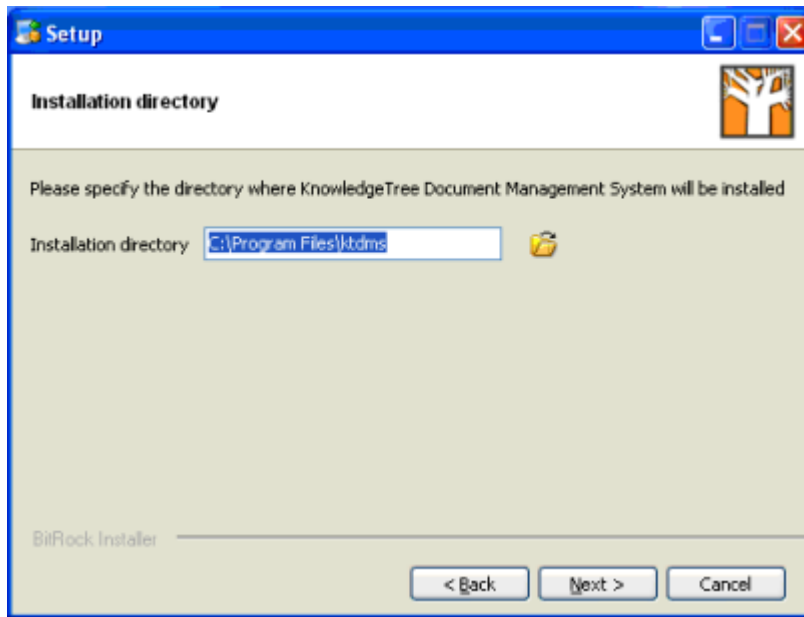 Setup
Installation directory
Please specify the directory where KnowledgeTree Document Management System will be installed
Installation directory C:\Program Files\ktdms
BitRock Installer
< Back Next > Cancel